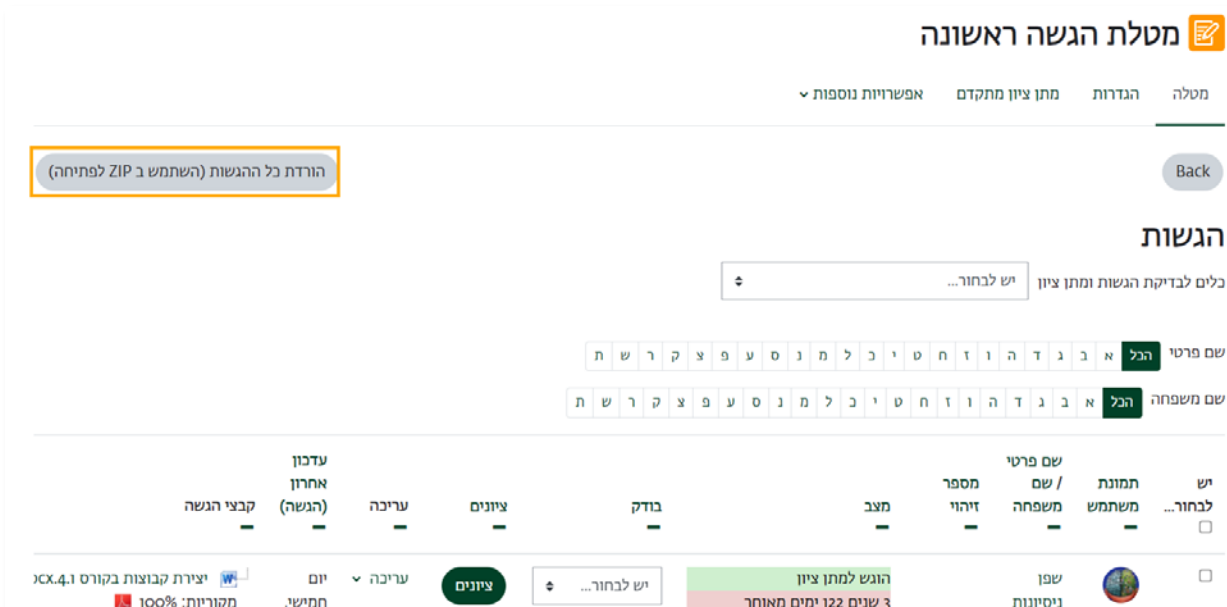 מטלת הגשה ראשונה
מטלה הגדרות מתן ציון מתקדם אפשרויות נוספות
Back הורדת כל ההגשות (השתמש ב ZIP לפתיחה)
הגשות
כלים לבדיקת הגשות ומתן ציון יש לבחור...
שם פרטי הכל א ב ג ד ה ו ז ח ט י כ ל מ נ ס ע פ צ ק ר ש ת
שם משפחה הכל א ב ג ד ה ו ז ח ט י כ ל מ נ ס ע פ צ ק ר ש ת
יש לבחור...
תמונת משתמש
שם פרטי / שם משפחה
מספר זיהוי
מצב
בודק
ציונים
עריכה
עדכון אחרון (הגשה)
קבצי הגשה
שפן ניסיונות
הוגש למתן ציון
3 שנים 122 ימים מאוחר
יש לבחור...
ציונים
עריכה
יום חמישי,
יצירת קבוצות בקורס 4.1.ocx
מקוריות: 100%